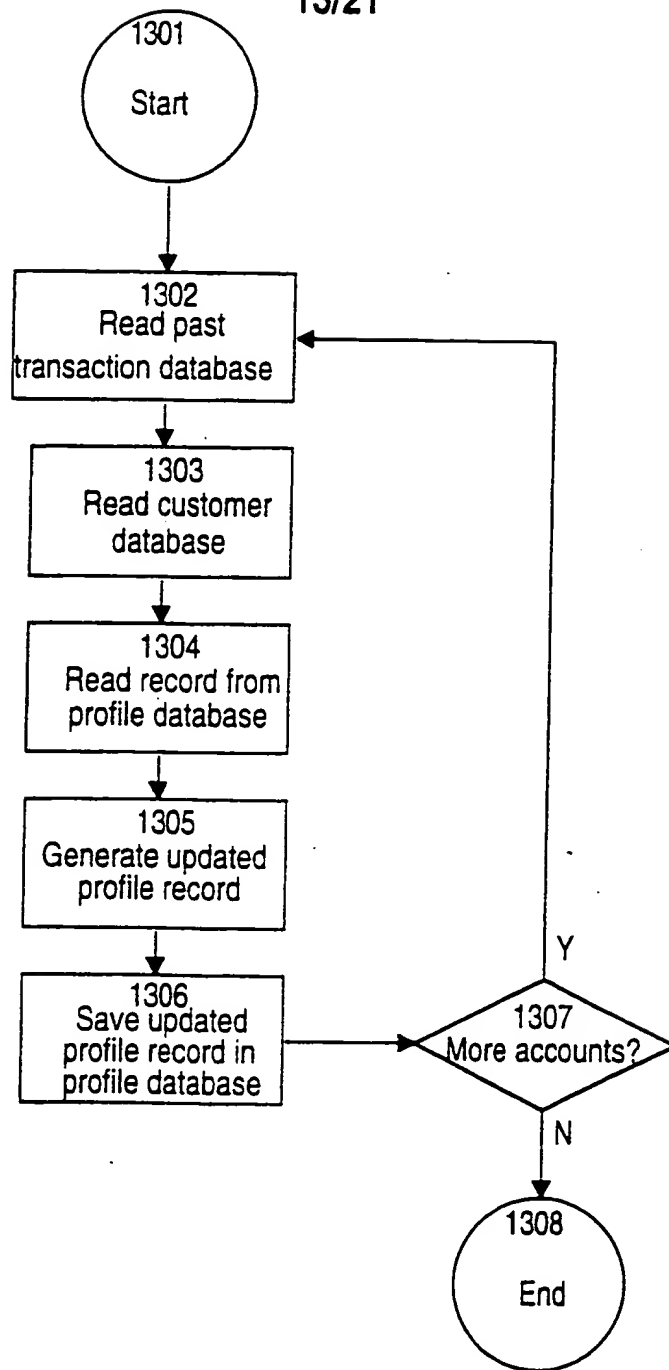 13/21
1301
Start
1302
Read past
transaction database
1303
Read customer
database
1304
Read record from
profile database
1305
Generate updated
profile record
1306
Save updated
profile record in
profile database
Y
1307
More accounts?
N
1308
End